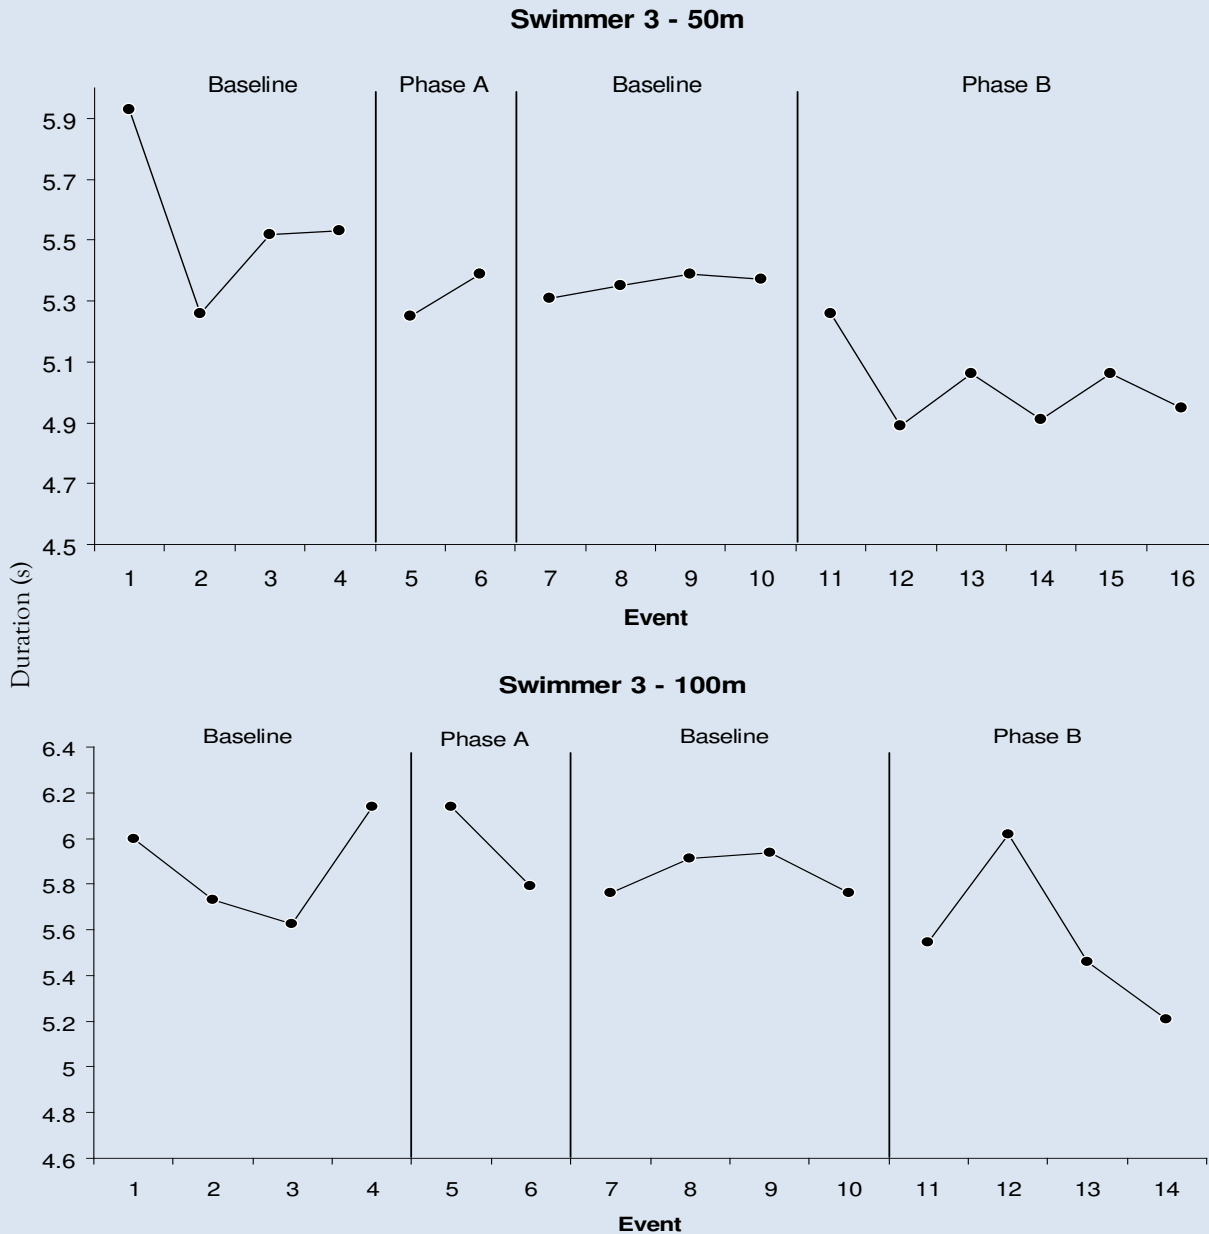 Swimmer 3 - 50m
Baseline Phase A Baseline Phase B
5.9
5.7
5.5
5.3
5.1
4.9
4.7
4.5
1 2 3 4 5 6 7 8 9 10 11 12 13 14 15 16
Event
Duration (s)
Swimmer 3 - 100m
Baseline Phase A Baseline Phase B
6.4
6.2
6
5.8
5.6
5.4
5.2
5
4.8
4.6
1 2 3 4 5 6 7 8 9 10 11 12 13 14
Event